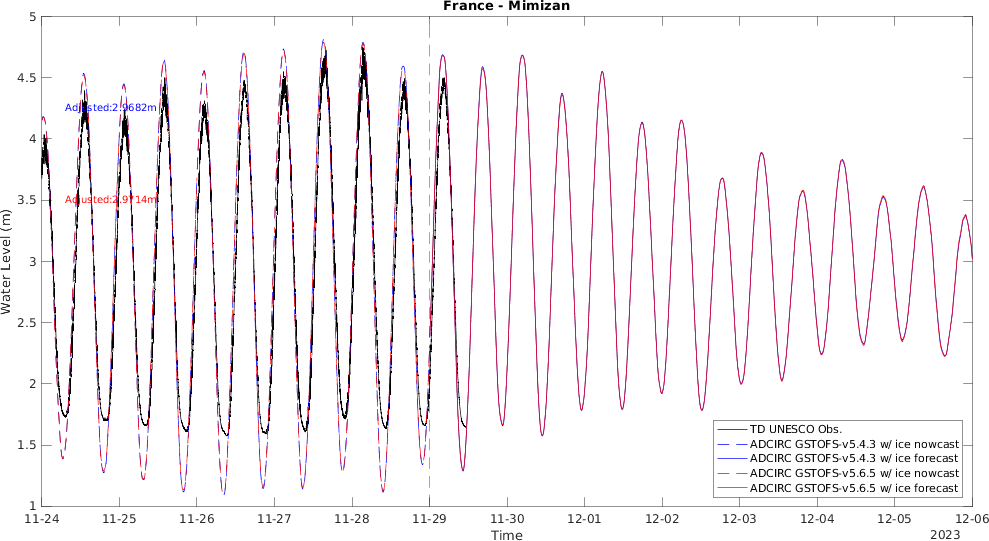 France - Mimizan
5
4.5
4
3.5
3
2.5
2
1.5
1
Water Level (m)
Adjusted:2.9682m
Adjusted:2.9714m
TD UNESCO Obs.
ADCIRC GSTOFS-v5.4.3 w/ ice nowcast
ADCIRC GSTOFS-v5.4.3 w/ ice forecast
ADCIRC GSTOFS-v5.6.5 w/ ice nowcast
ADCIRC GSTOFS-v5.6.5 w/ ice forecast
11-24 11-25 11-26 11-27 11-28 11-29 11-30 12-01 12-02 12-03 12-04 12-05 12-06
Time
2023